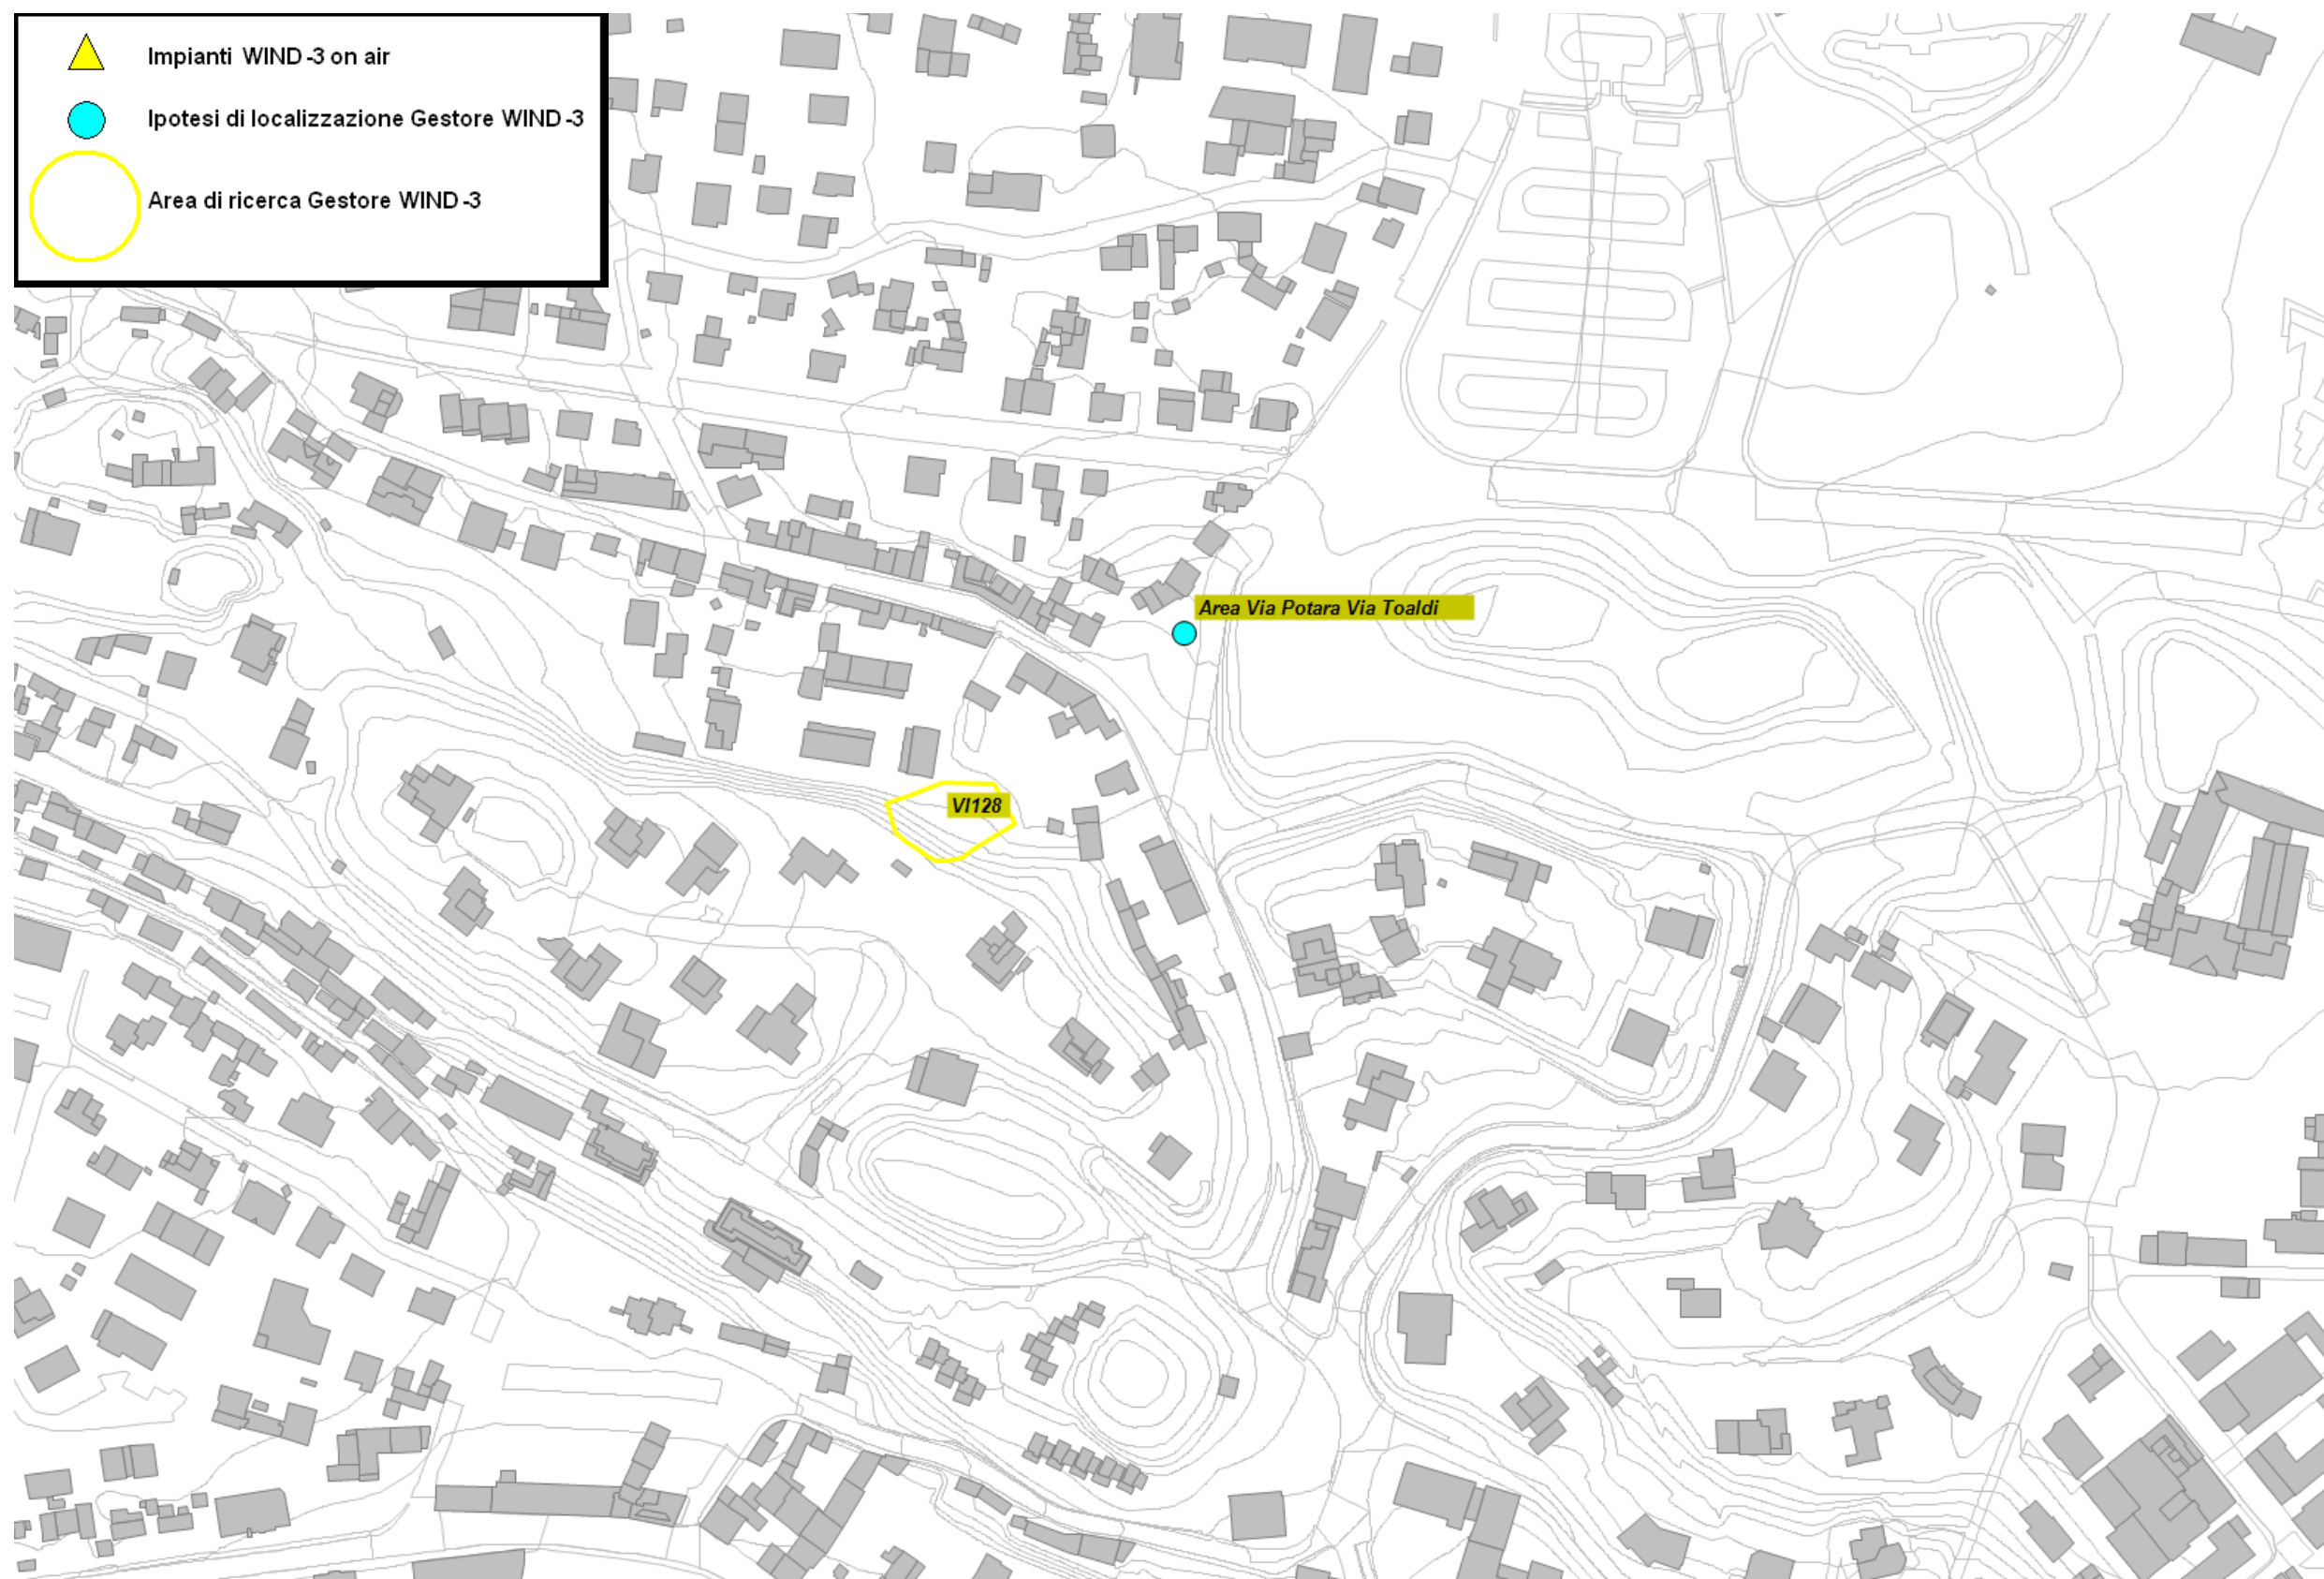 Impianti WIND-3 on air
Ipotesi di localizzazione Gestore WIND-3
Area di ricerca Gestore WIND-3
Area Via Potara Via Toaldi
VI128